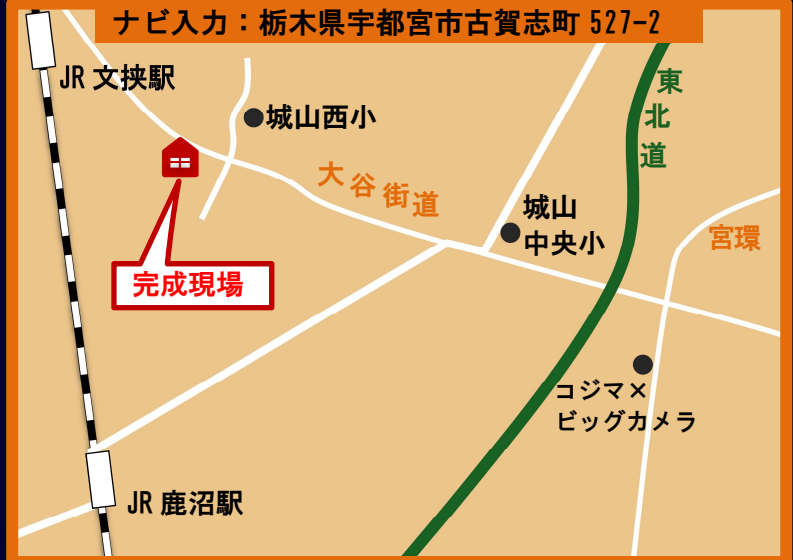 ナビ入力：栃木県宇都宮市古賀志町 527-2
JR 文挟駅
城山西小
東北道
大谷街道
城山
中央小
宮環
完成現場
コジマ×
ビッグカメラ
JR 鹿沼駅